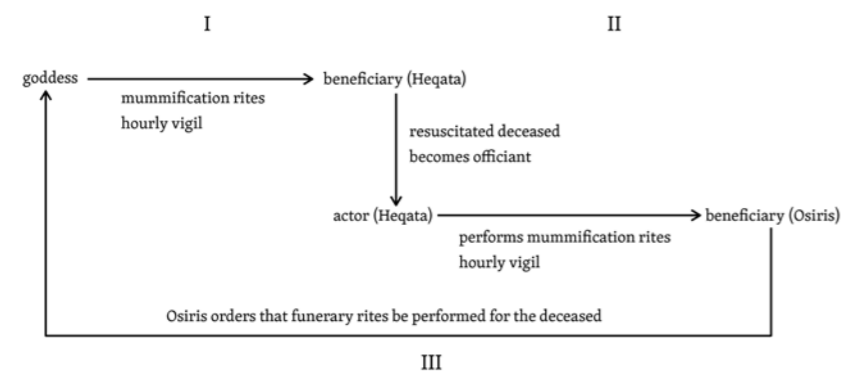 I
II
goddess
beneficiary (Heqata)
mummification rites
hourly vigil
resuscitated deceased
becomes officiant
actor (Heqata)
beneficiary (Osiris)
performs mummification rites
hourly vigil
Osiris orders that funerary rites be performed for the deceased
III